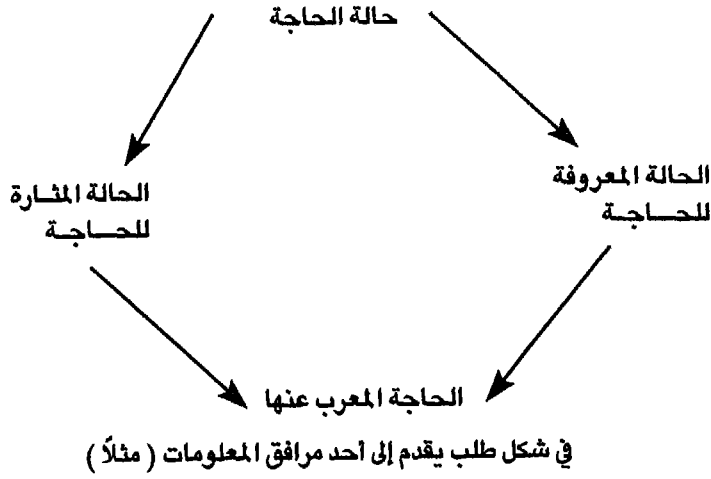 حالة الحاجة
الحالة المعروفة
للحاجة
الحالة المثارة
للحاجة
الحاجة المعرب عنها
في شكل طلب يقدم إلى أحد مرافق المعلومات ( مثلاً )